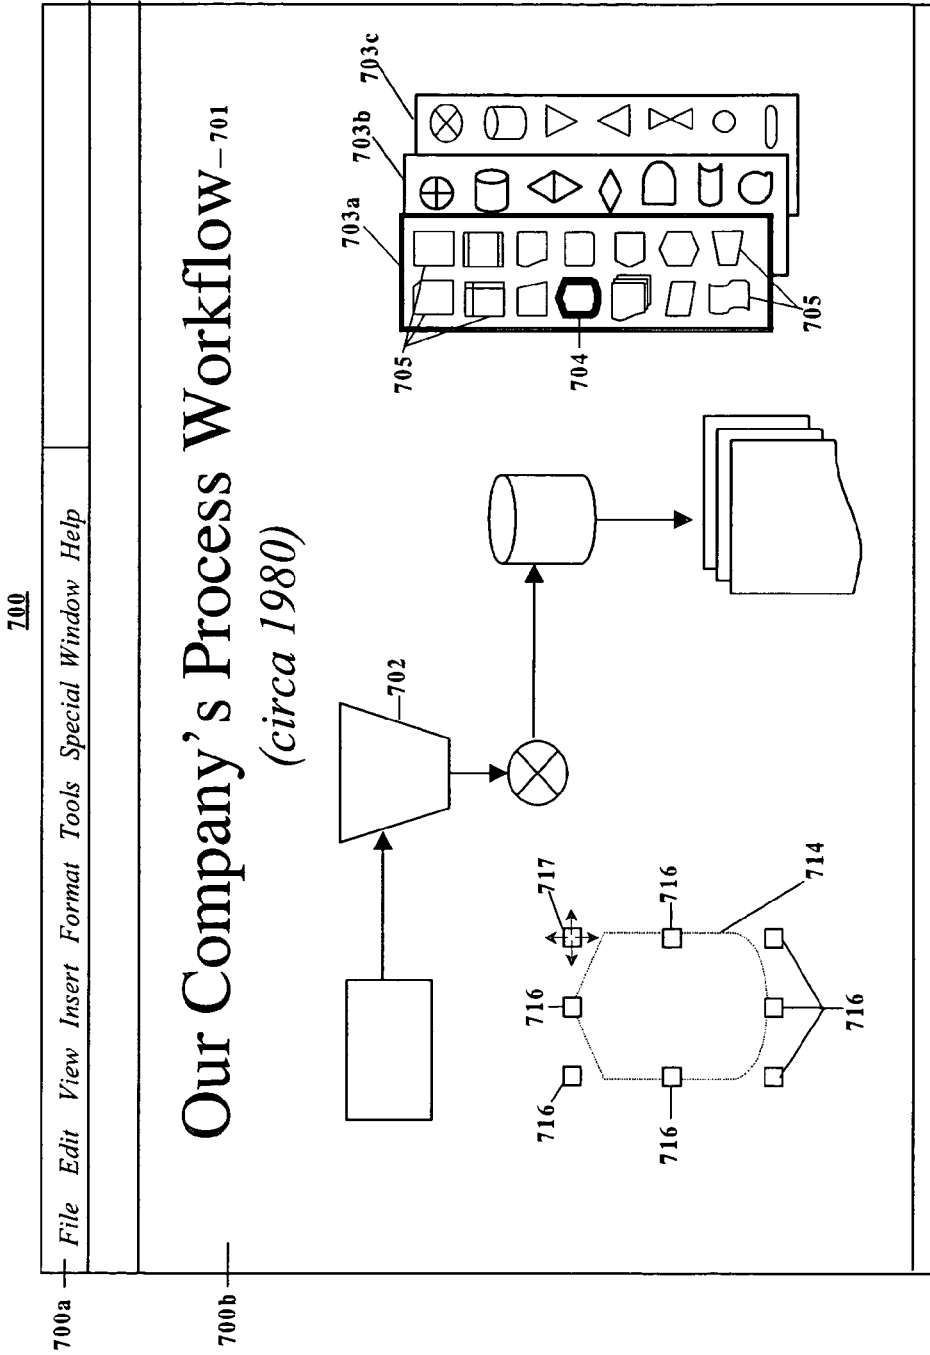 700
700a
File Edit View Insert Format Tools Special Window Help
700b
Our Company's Process Workflow
701
(circa 1980)
702
703a
703b
703c
705
704
705
717
716
714
716
716
716
716